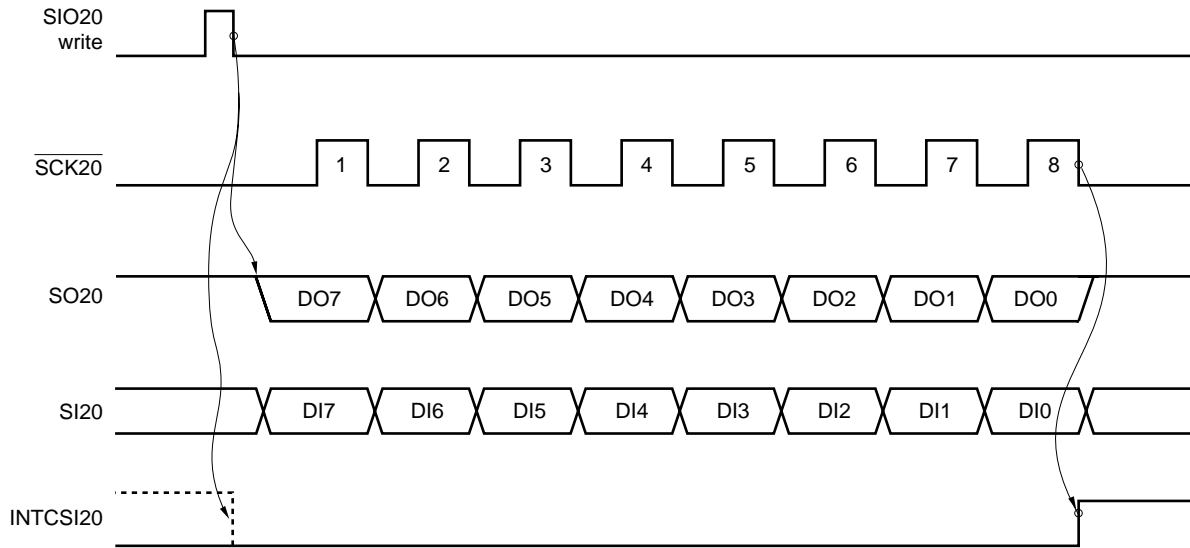 SIO20
write
SCK20
1 2 3 4 5 6 7 8
SO20
DO7 DO6 DO5 DO4 DO3 DO2 DO1 DO0
SI20
DI7 DI6 DI5 DI4 DI3 DI2 DI1 DI0
INTCSI20